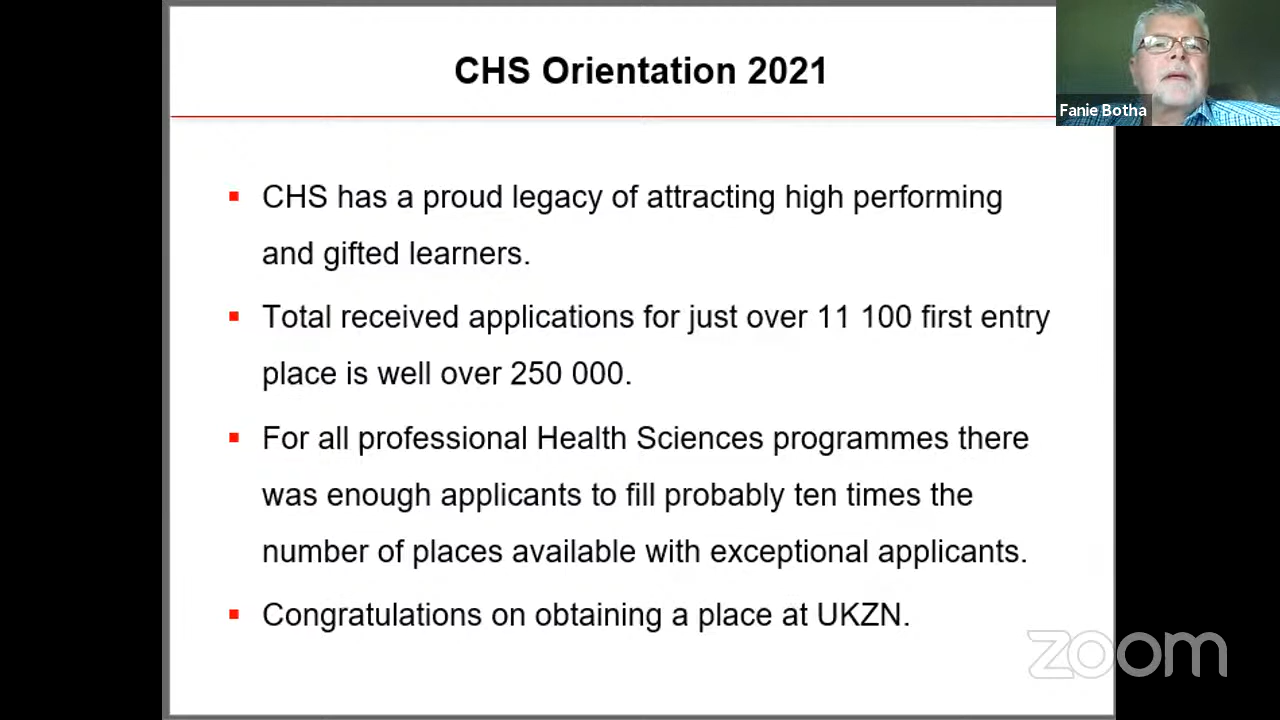 CHS Orientation 2021
Fanie Botha
CHS has a proud legacy of attracting high performing
and gifted learners.
Total received applications for just over 11 100 first entry
place is well over 250 000.
For all professional Health Sciences programmes there
was enough applicants to fill probably ten times the
number of places available with exceptional applicants.
Congratulations on obtaining a place at UKZN.
zoom